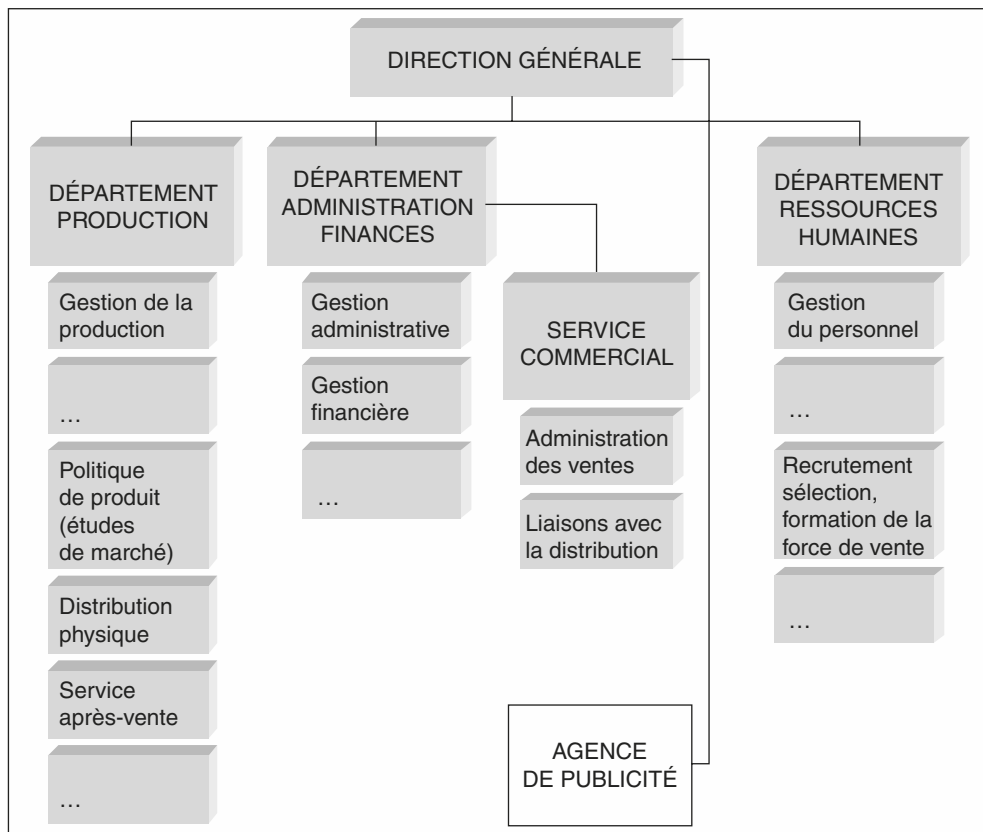 DIRECTION GÉNÉRALE
DÉPARTEMENT
PRODUCTION
Gestion de la
production
…
Politique
de produit
(études
de marché)
Distribution
physique
Service
après-vente
…
DÉPARTEMENT
ADMINISTRATION
FINANCES
Gestion
administrative
Gestion
financière
…
SERVICE
COMMERCIAL
Administration
des ventes
Liaisons avec
la distribution
DÉPARTEMENT
RESSOURCES
HUMAINES
Gestion
du personnel
…
Recrutement
sélection,
formation de la
force de vente
…
AGENCE
DE PUBLICITÉ